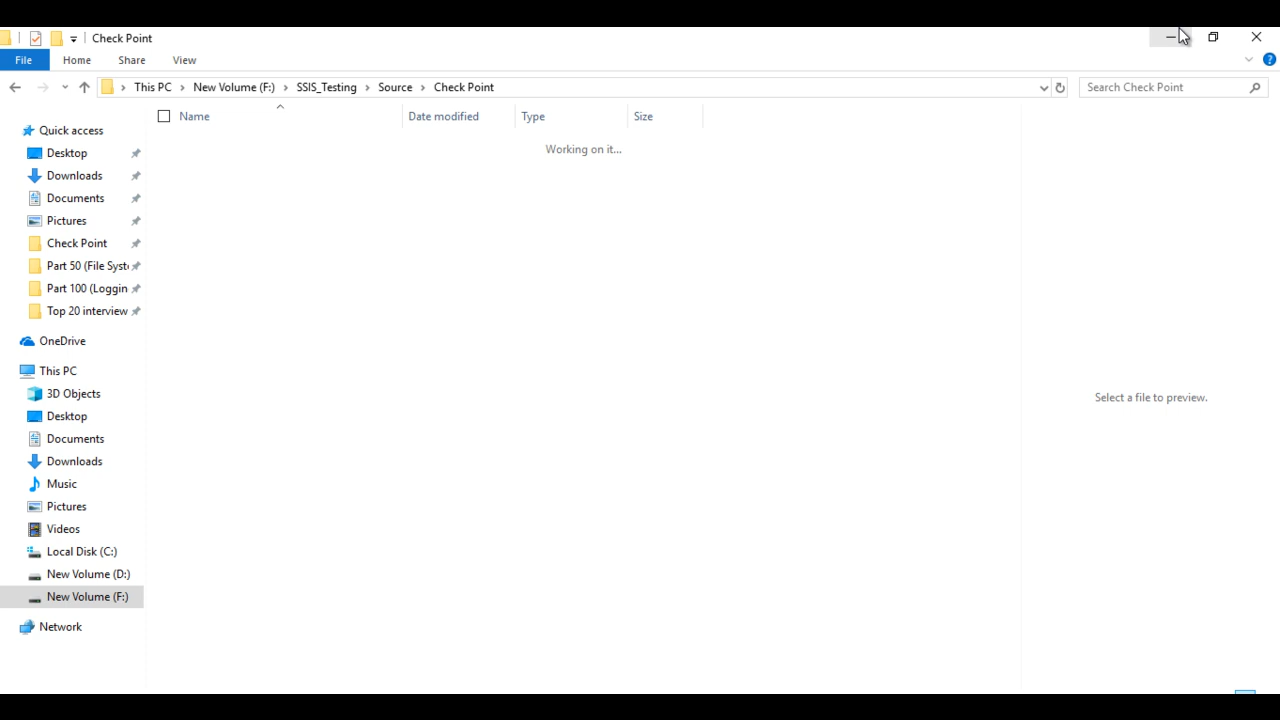 Check Point
File Home Share View
This PC New Volume (F:) SSIS_Testing Source Check Point
Search Check Point
Name Date modified Type Size
Working on it...
Quick access
Desktop
Downloads
Documents
Pictures
Check Point
Part 50 (File Syst
Part 100 (Loggin
Top 20 interview
OneDrive
This PC
3D Objects
Desktop
Documents
Downloads
Music
Pictures
Videos
Local Disk (C:)
New Volume (D:)
New Volume (F:)
Network
Select a file to preview.